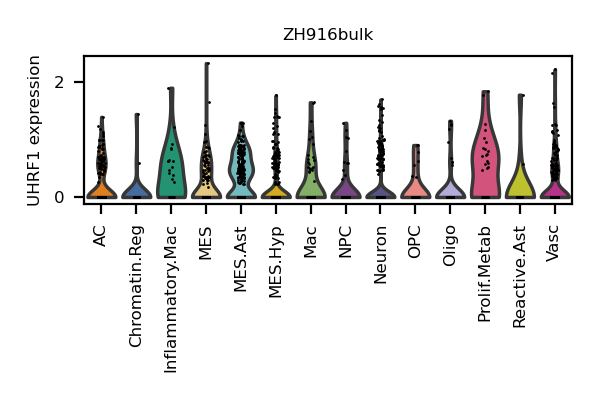 ZH916bulk
UHRF1 expression
2
0
AC
Chromatin.Reg
Inflammatory.Mac
MES
MES.Ast
MES.Hyp
Mac
NPC
Neuron
OPC
Oligo
Prolif.Metab
Reactive.Ast
Vasc